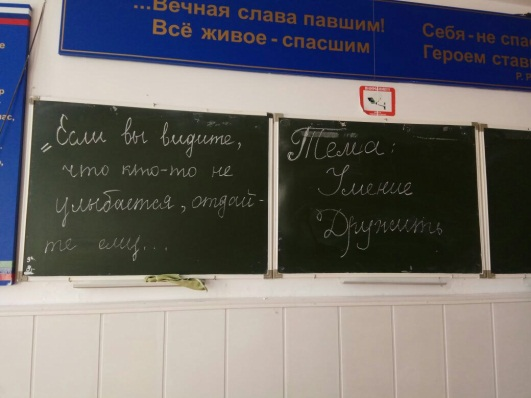 ...Вечная слава павшим!
Всё живое - спасшим
Себя - не спас
Героем став
„Если вы видите,
что кто-то не
улыбается, отдай-
те ему...
Тема:
Умение
Дружить